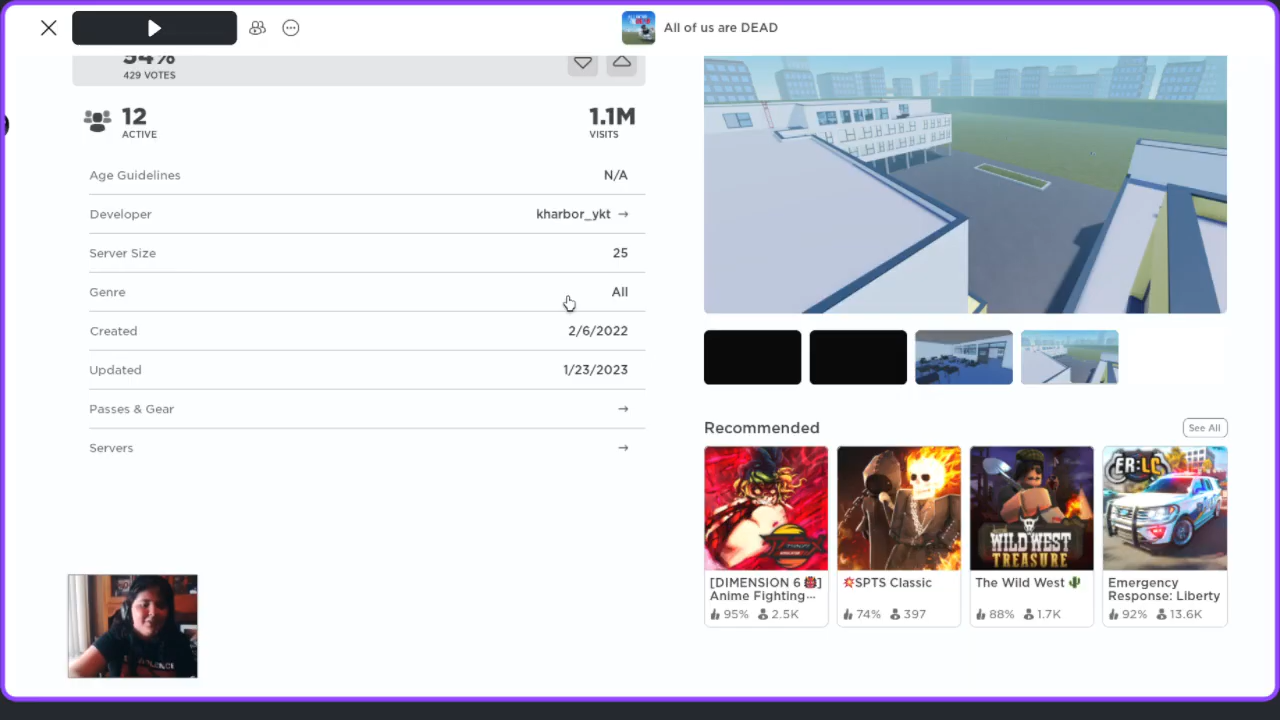 All of us are DEAD
54%
429 VOTES
12
ACTIVE
1.1M
VISITS
Age Guidelines N/A
Developer kharbor_ykt →
Server Size 25
Genre All
Created 2/6/2022
Updated 1/23/2023
Passes & Gear →
Servers →
Recommended
See All
[DIMENSION 6 👹]
Anime Fighting...
95% 2.5K
💥SPTS Classic
74% 397
WILD WEST
TREASURE
The Wild West 🌵
88% 1.7K
ER:LC
Emergency
Response: Liberty
92% 13.6K